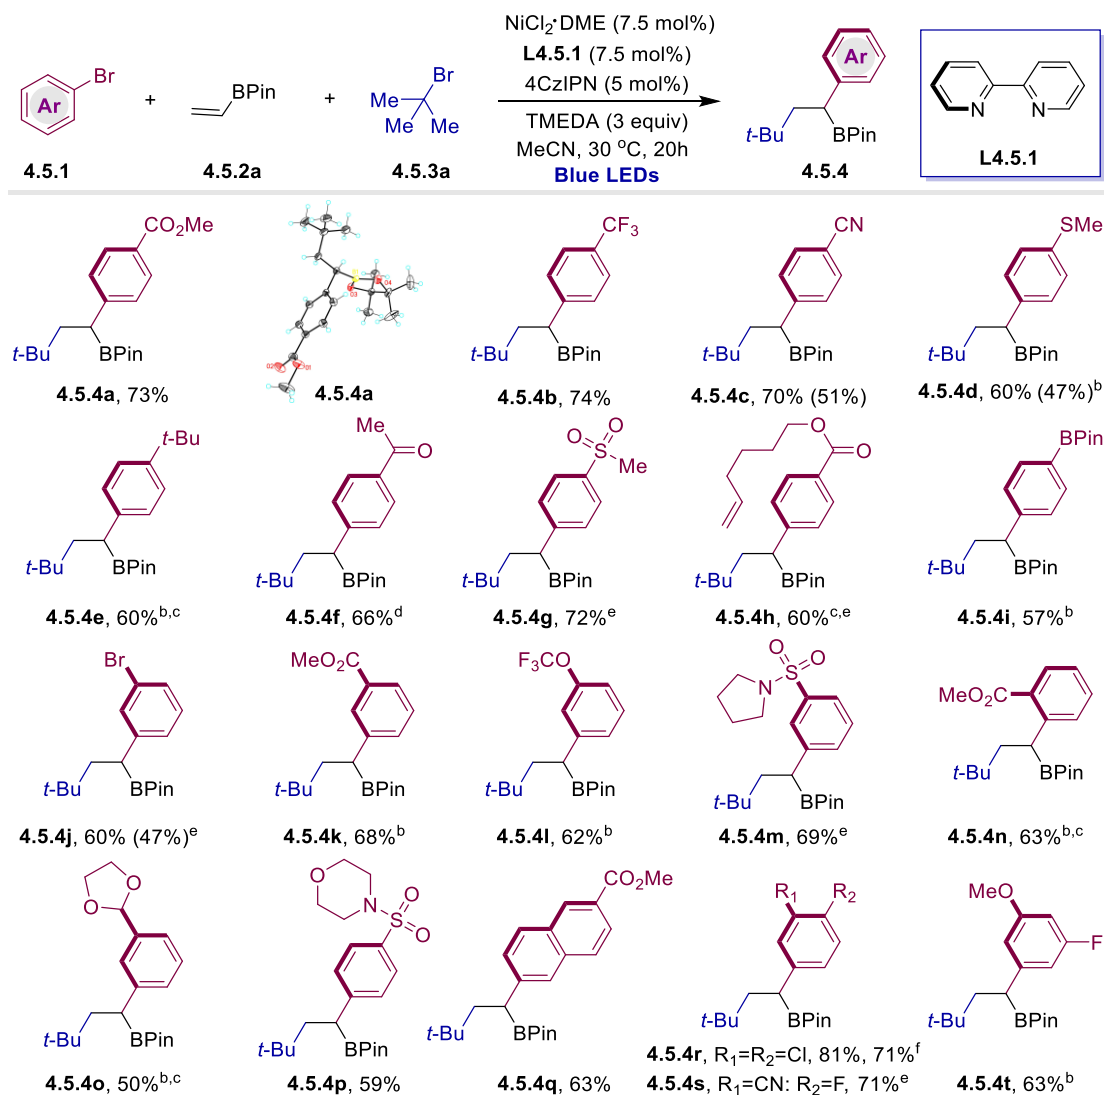 Br
Ar
+
BPin
+
Br
Me
Me
Me
NiCl2•DME (7.5 mol%)
L4.5.1 (7.5 mol%)
4CzIPN (5 mol%)
TMEDA (3 equiv)
MeCN, 30 oC, 20h
Blue LEDs
Ar
t-Bu
BPin
N
N
4.5.1
4.5.2a
4.5.3a
4.5.4
L4.5.1
CO2Me
t-Bu
BPin
4.5.4a, 73%
4.5.4a
CF3
t-Bu
BPin
4.5.4b, 74%
CN
t-Bu
BPin
4.5.4c, 70% (51%)
SMe
t-Bu
BPin
4.5.4d, 60% (47%)b
t-Bu
t-Bu
BPin
4.5.4e, 60%b,c
Me
O
t-Bu
BPin
4.5.4f, 66%d
O
O
S
Me
t-Bu
BPin
4.5.4g, 72%e
O
O
t-Bu
BPin
4.5.4h, 60%c,e
BPin
t-Bu
BPin
4.5.4i, 57%b
Br
t-Bu
BPin
4.5.4j, 60% (47%)e
MeO2C
t-Bu
BPin
4.5.4k, 68%b
F3CO
t-Bu
BPin
4.5.4l, 62%b
O
O
N
S
t-Bu
BPin
4.5.4m, 69%e
MeO2C
t-Bu
BPin
4.5.4n, 63%b,c
O
O
t-Bu
BPin
4.5.4o, 50%b,c
O
N
S
O
O
t-Bu
BPin
4.5.4p, 59%
CO2Me
t-Bu
BPin
4.5.4q, 63%
R1
R2
t-Bu
BPin
4.5.4r, R1=R2=Cl, 81%, 71%f
4.5.4s, R1=CN: R2=F, 71%e
MeO
F
t-Bu
BPin
4.5.4t, 63%b